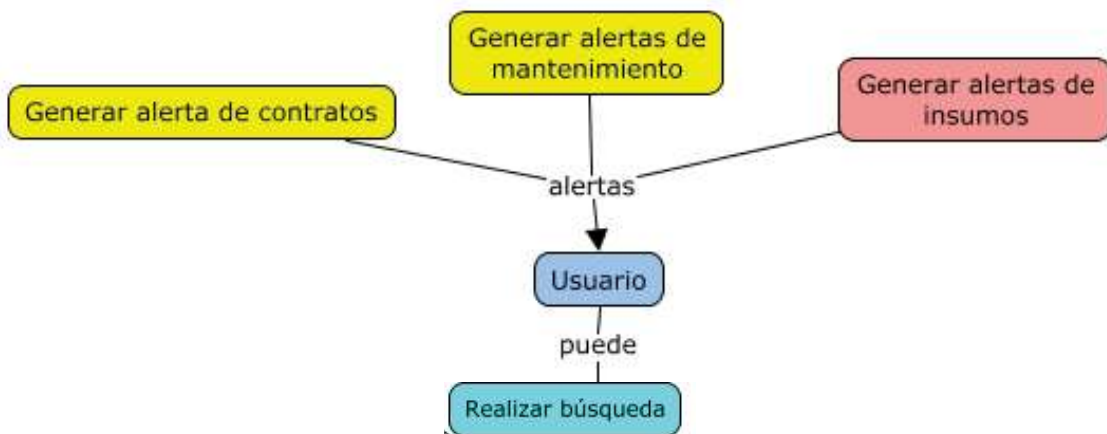 Generar alertas de
mantenimiento
Generar alerta de contratos
Generar alertas de
insumos
alertas
Usuario
puede
Realizar búsqueda